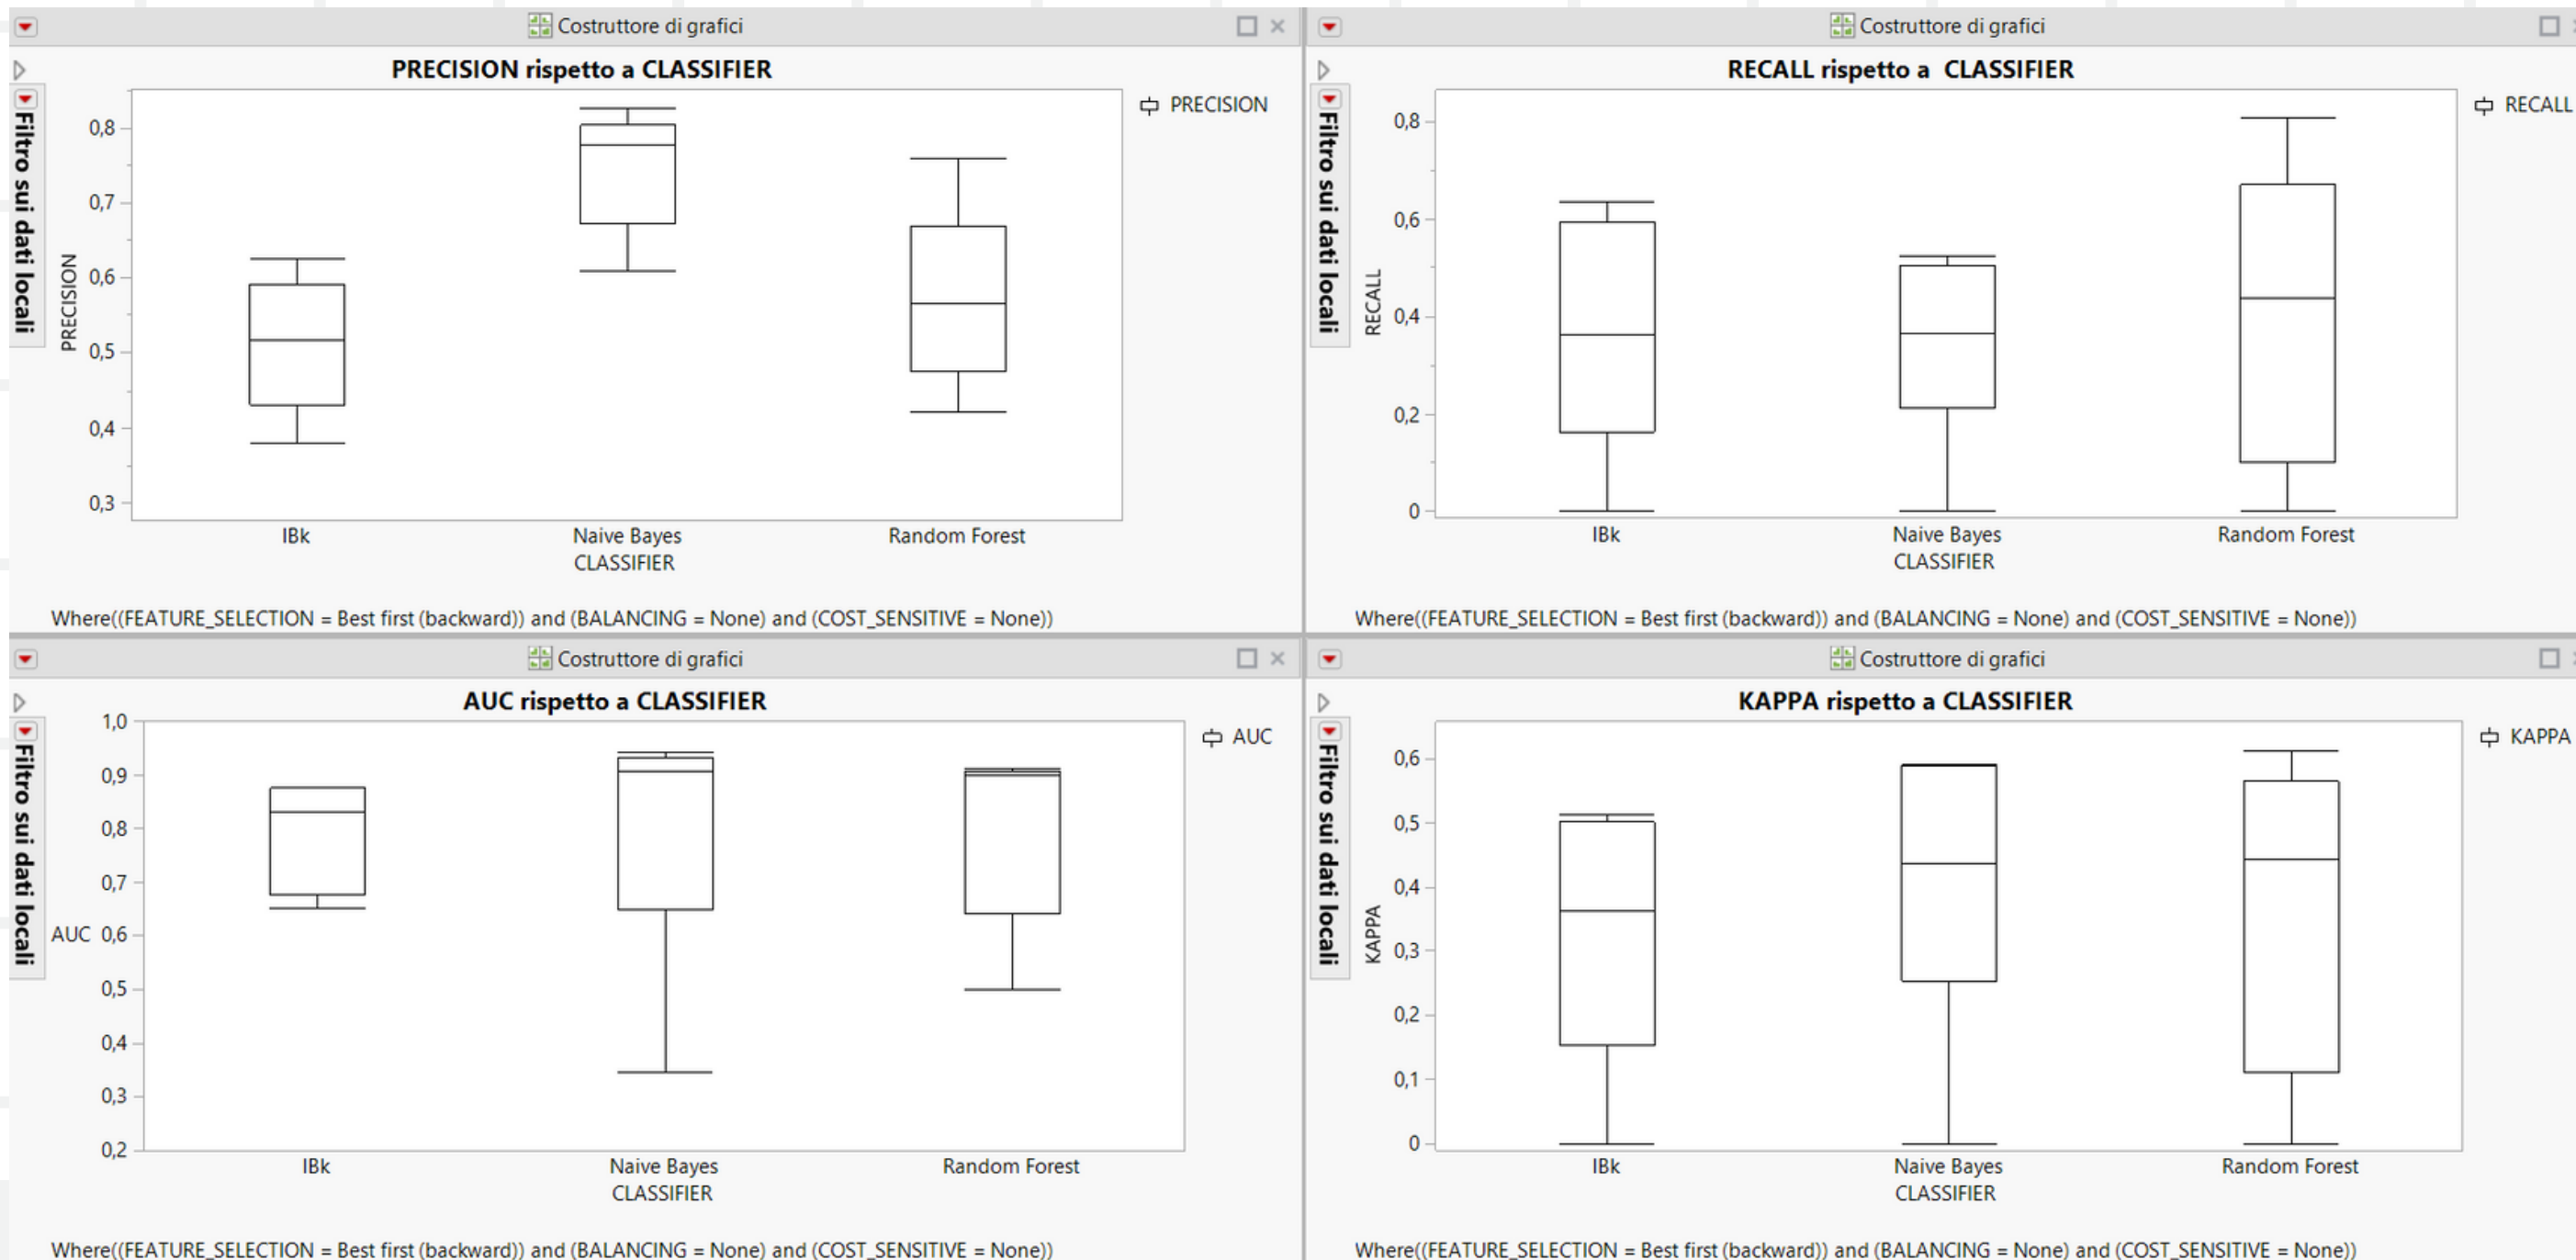 Costruttore di grafici
PRECISION rispetto a CLASSIFIER
Filtro sui dati locali
PRECISION
0,8
0,7
0,6
0,5
0,4
0,3
IBk
Naive Bayes
Random Forest
CLASSIFIER
PRECISION
Where((FEATURE_SELECTION = Best first (backward)) and (BALANCING = None) and (COST_SENSITIVE = None))
Costruttore di grafici
RECALL rispetto a CLASSIFIER
Filtro sui dati locali
RECALL
0,8
0,6
0,4
0,2
0
IBk
Naive Bayes
Random Forest
CLASSIFIER
RECALL
Where((FEATURE_SELECTION = Best first (backward)) and (BALANCING = None) and (COST_SENSITIVE = None))
Costruttore di grafici
AUC rispetto a CLASSIFIER
Filtro sui dati locali
AUC
1,0
0,9
0,8
0,7
0,6
0,5
0,4
0,3
0,2
IBk
Naive Bayes
Random Forest
CLASSIFIER
AUC
Where((FEATURE_SELECTION = Best first (backward)) and (BALANCING = None) and (COST_SENSITIVE = None))
Costruttore di grafici
KAPPA rispetto a CLASSIFIER
Filtro sui dati locali
KAPPA
0,6
0,5
0,4
0,3
0,2
0,1
0
IBk
Naive Bayes
Random Forest
CLASSIFIER
KAPPA
Where((FEATURE_SELECTION = Best first (backward)) and (BALANCING = None) and (COST_SENSITIVE = None))